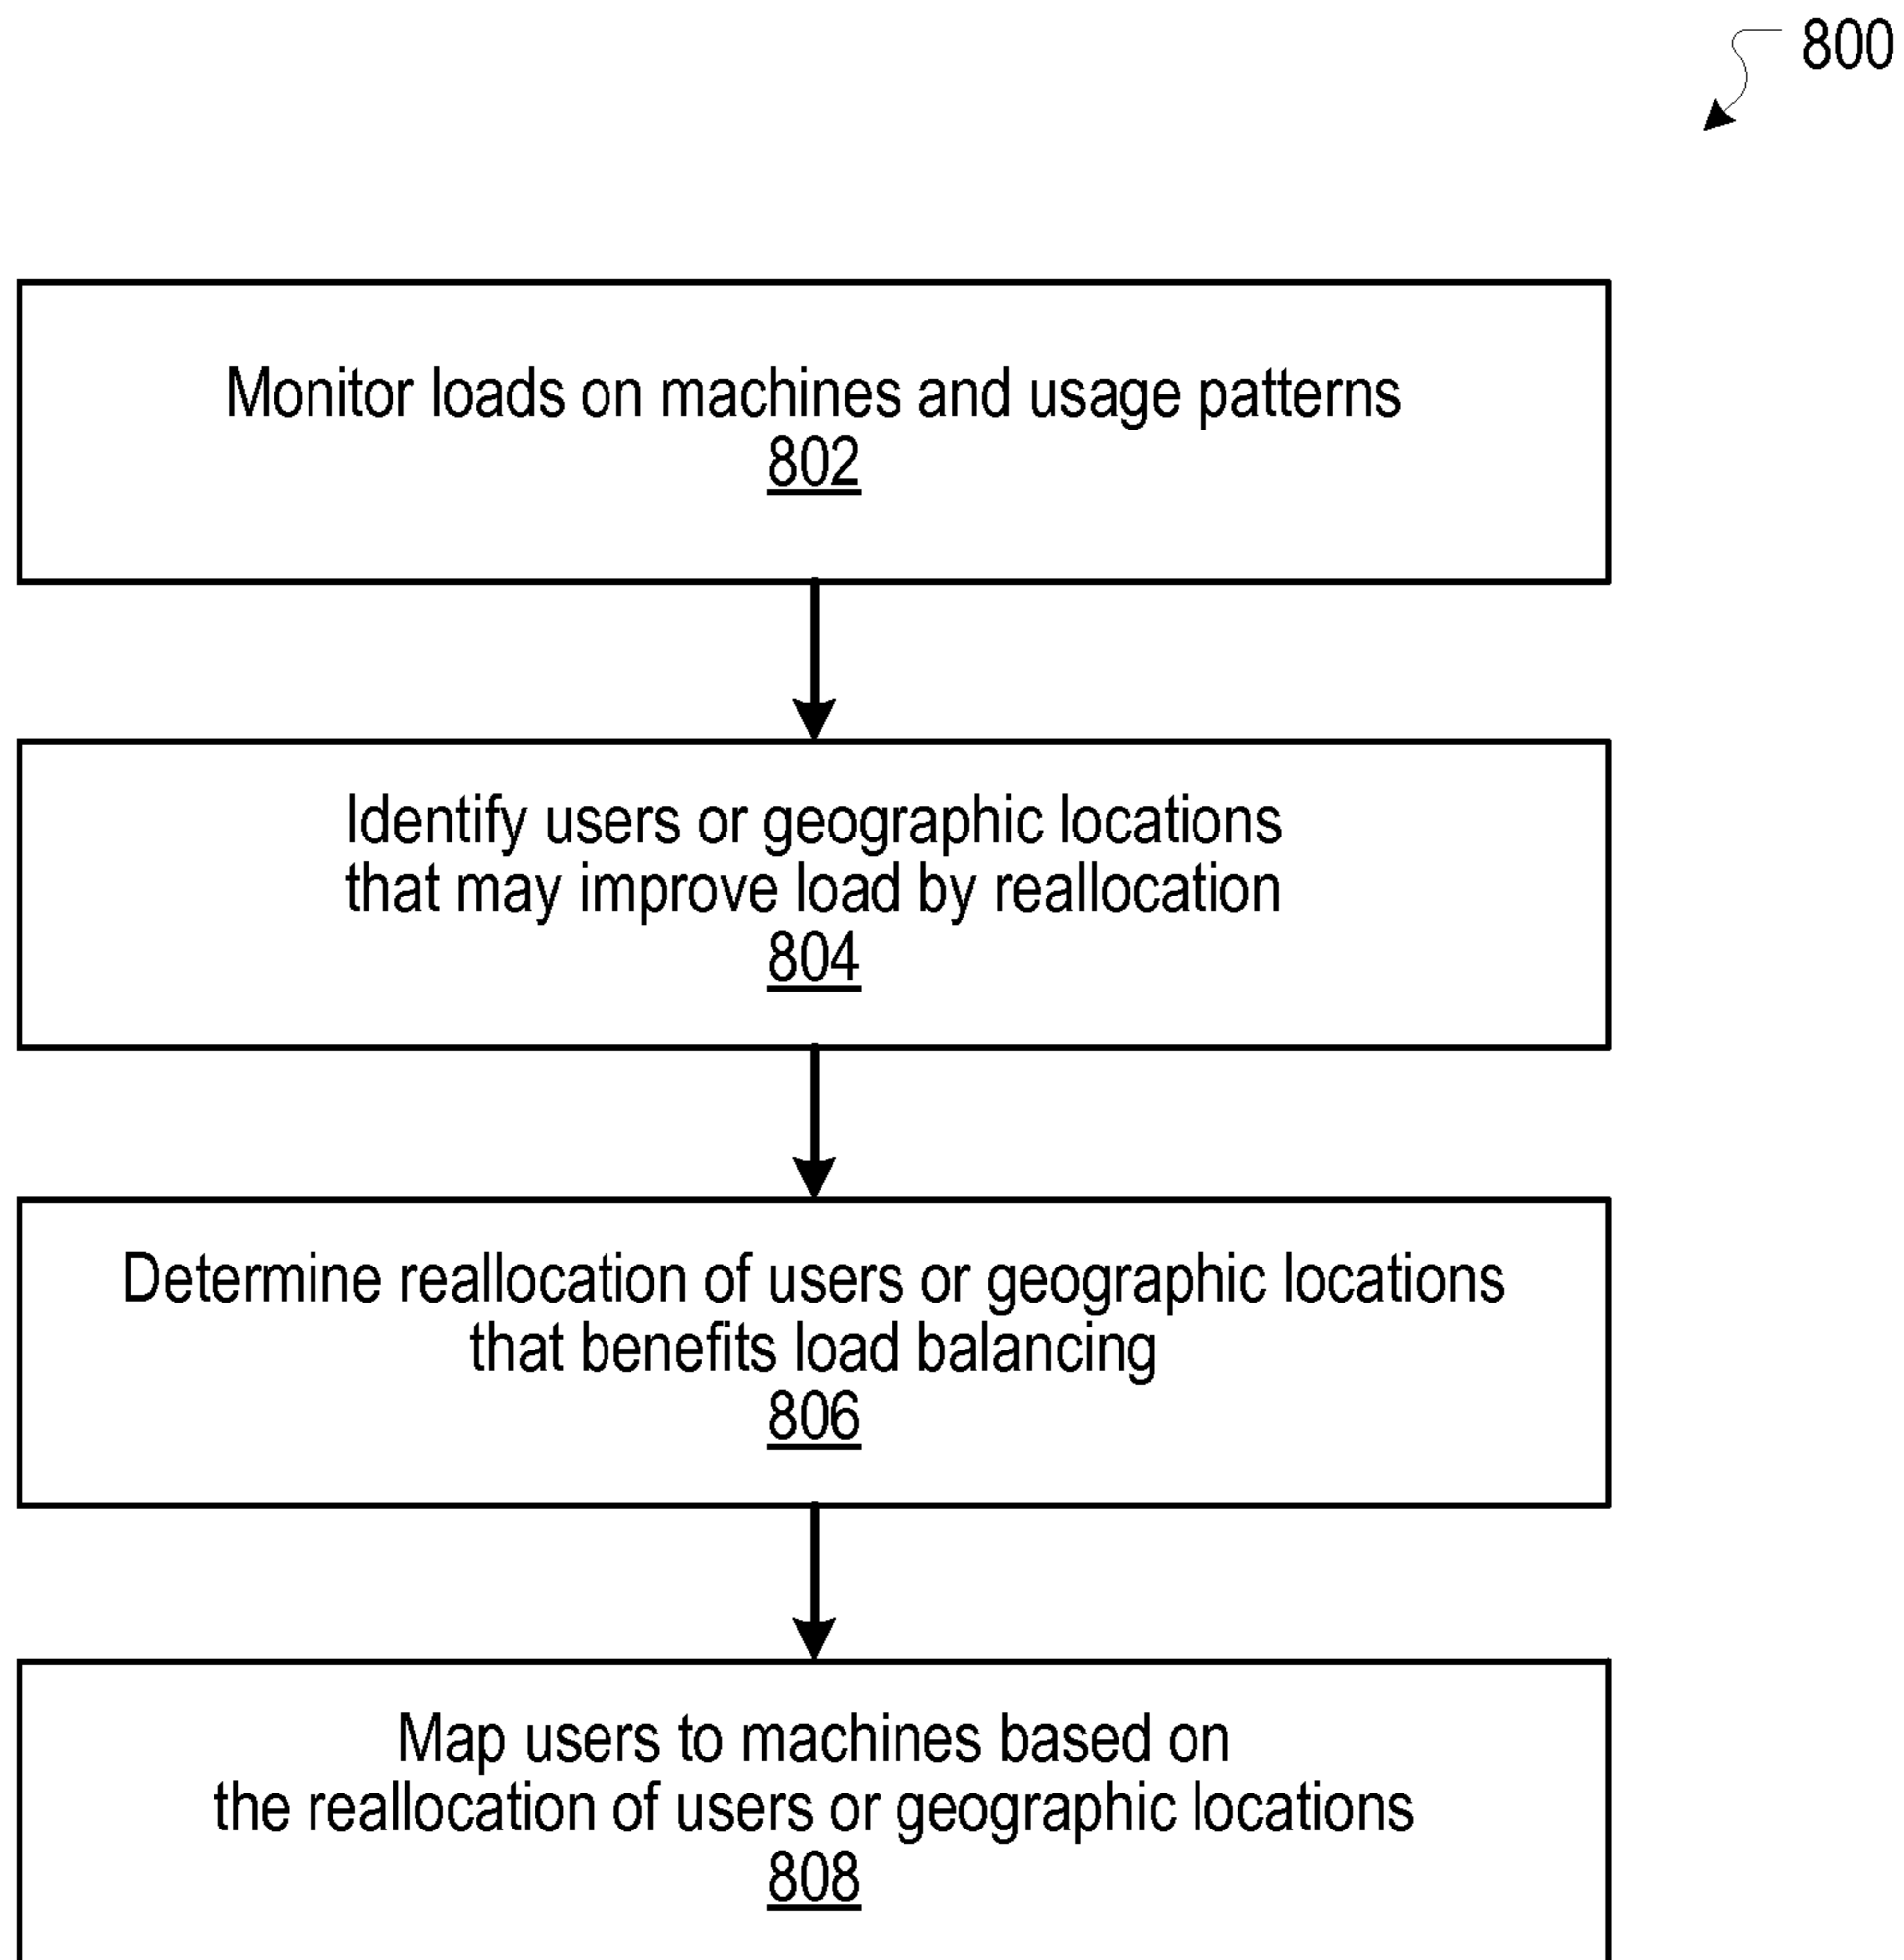 800
Monitor loads on machines and usage patterns
802
Identify users or geographic locations
that may improve load by reallocation
804
Determine reallocation of users or geographic locations
that benefits load balancing
806
Map users to machines based on
the reallocation of users or geographic locations
808